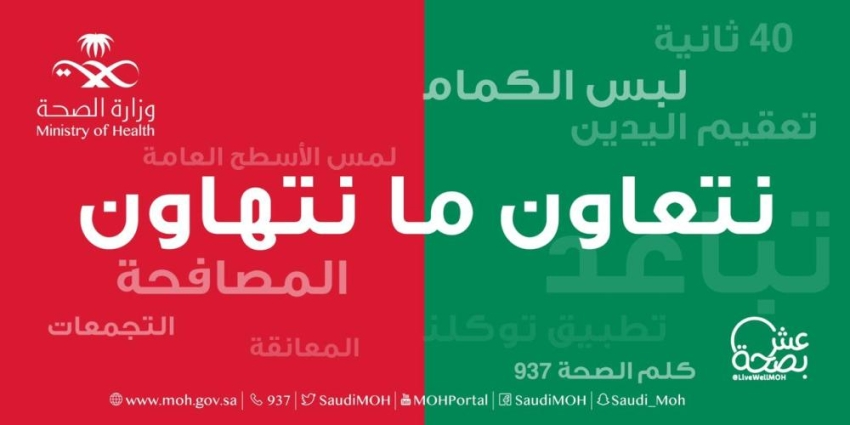 وزارة الصحة
Ministry of Health
40 ثانية
لبس الكمام
تعقيم اليدين
لمس الأسطح العامة
نتعاون ما نتهاون
تباعد
المصافحة
تطبيق توكلنا
التجمعات
المعانقة
كلم الصحة 937
عش بصحة
@LiveWellMOH
www.moh.gov.sa | 937 | SaudiMOH | MOHPortal | SaudiMOH | Saudi_Moh